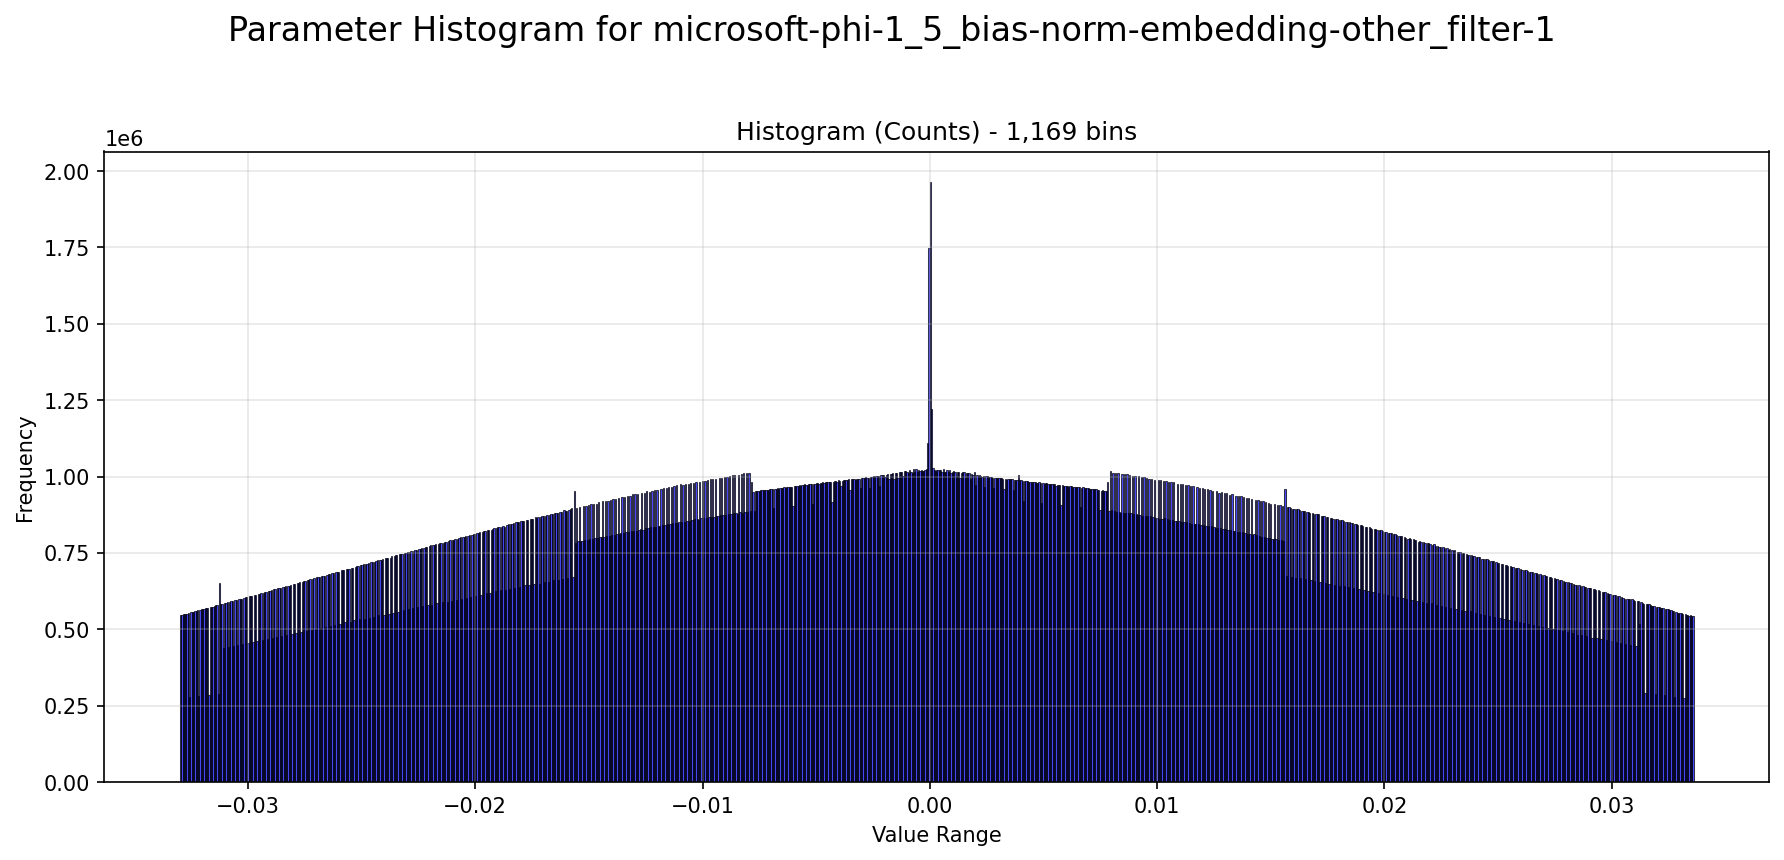 Parameter Histogram for microsoft-phi-1_5_bias-norm-embedding-other_filter-1
Histogram (Counts) - 1,169 bins
1e6
2.00
1.75
1.50
1.25
1.00
0.75
0.50
0.25
0.00
Frequency
−0.03 −0.02 −0.01 0.00 0.01 0.02 0.03
Value Range